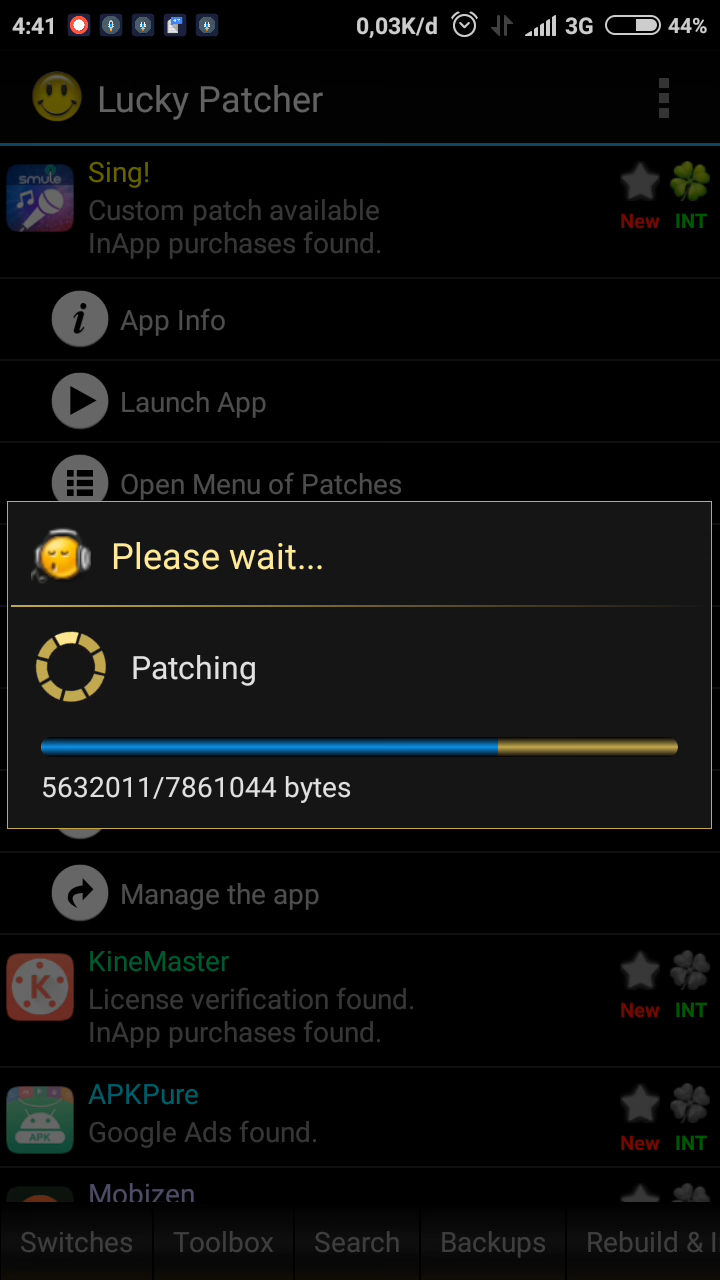 4:41 0,03K/d 3G 44%
Lucky Patcher
smule
Sing!
Custom patch available
InApp purchases found.
New INT
App Info
Launch App
Open Menu of Patches
Please wait...
Patching
5632011/7861044 bytes
Manage the app
K
KineMaster
License verification found.
InApp purchases found.
New INT
APK
APKPure
Google Ads found.
New INT
Mobizen
Switches Toolbox Search Backups Rebuild & I